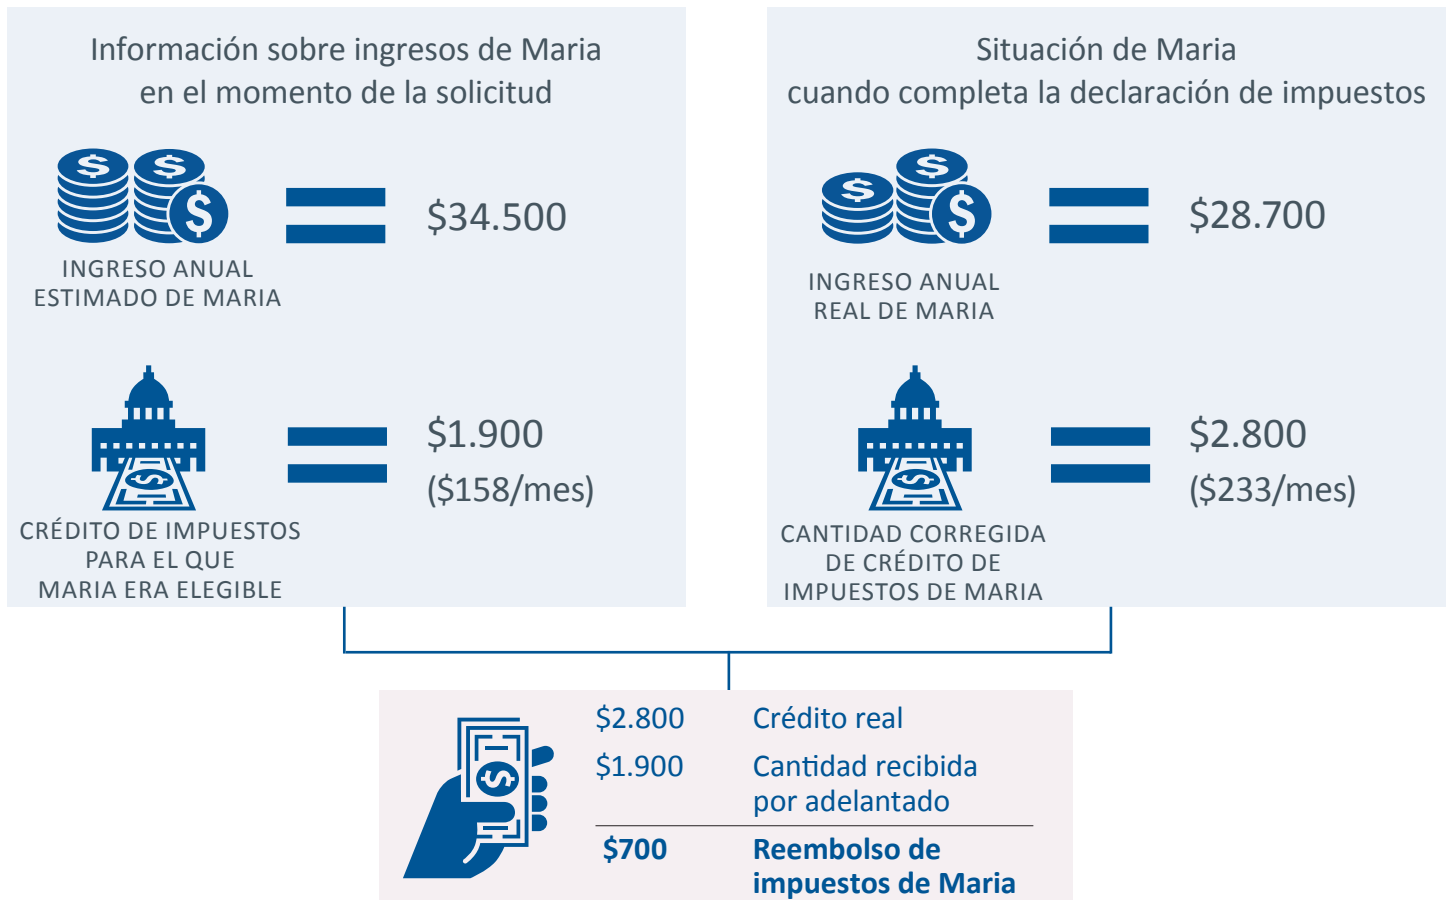 Información sobre ingresos de Maria
en el momento de la solicitud
$34.500
INGRESO ANUAL
ESTIMADO DE MARIA
$1.900
($158/mes)
CRÉDITO DE IMPUESTOS
PARA EL QUE
MARIA ERA ELEGIBLE
Situación de Maria
cuando completa la declaración de impuestos
$28.700
INGRESO ANUAL
REAL DE MARIA
$2.800
($233/mes)
CANTIDAD CORREGIDA
DE CRÉDITO DE
IMPUESTOS DE MARIA
$2.800 Crédito real
$1.900 Cantidad recibida
por adelantado
$700 Reembolso de
impuestos de Maria